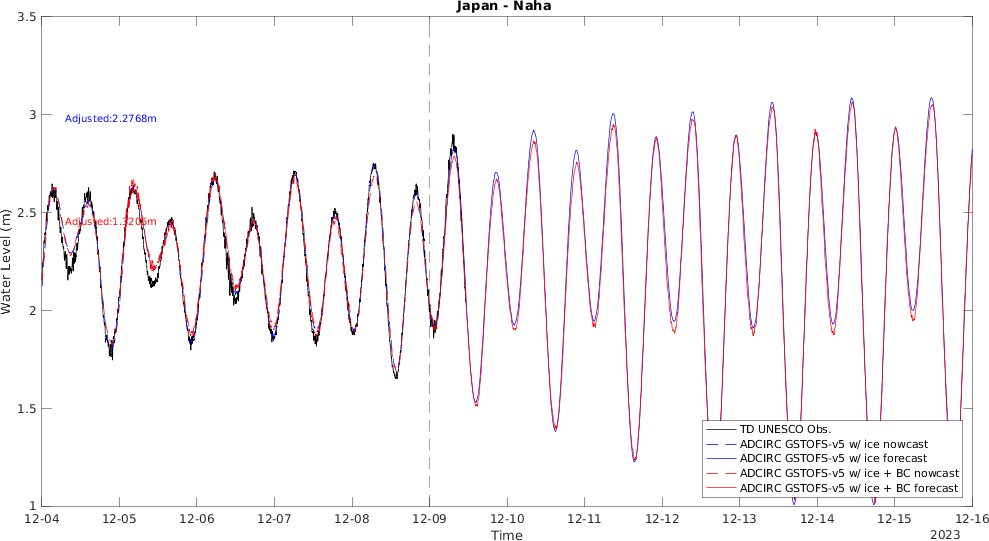 Japan - Naha
3.5
3
2.5
2
1.5
1
Water Level (m)
Adjusted:2.2768m
Adjusted:1.3206m
TD UNESCO Obs.
ADCIRC GSTOFS-v5 w/ ice nowcast
ADCIRC GSTOFS-v5 w/ ice forecast
ADCIRC GSTOFS-v5 w/ ice + BC nowcast
ADCIRC GSTOFS-v5 w/ ice + BC forecast
12-04 12-05 12-06 12-07 12-08 12-09 12-10 12-11 12-12 12-13 12-14 12-15 12-16
Time
2023